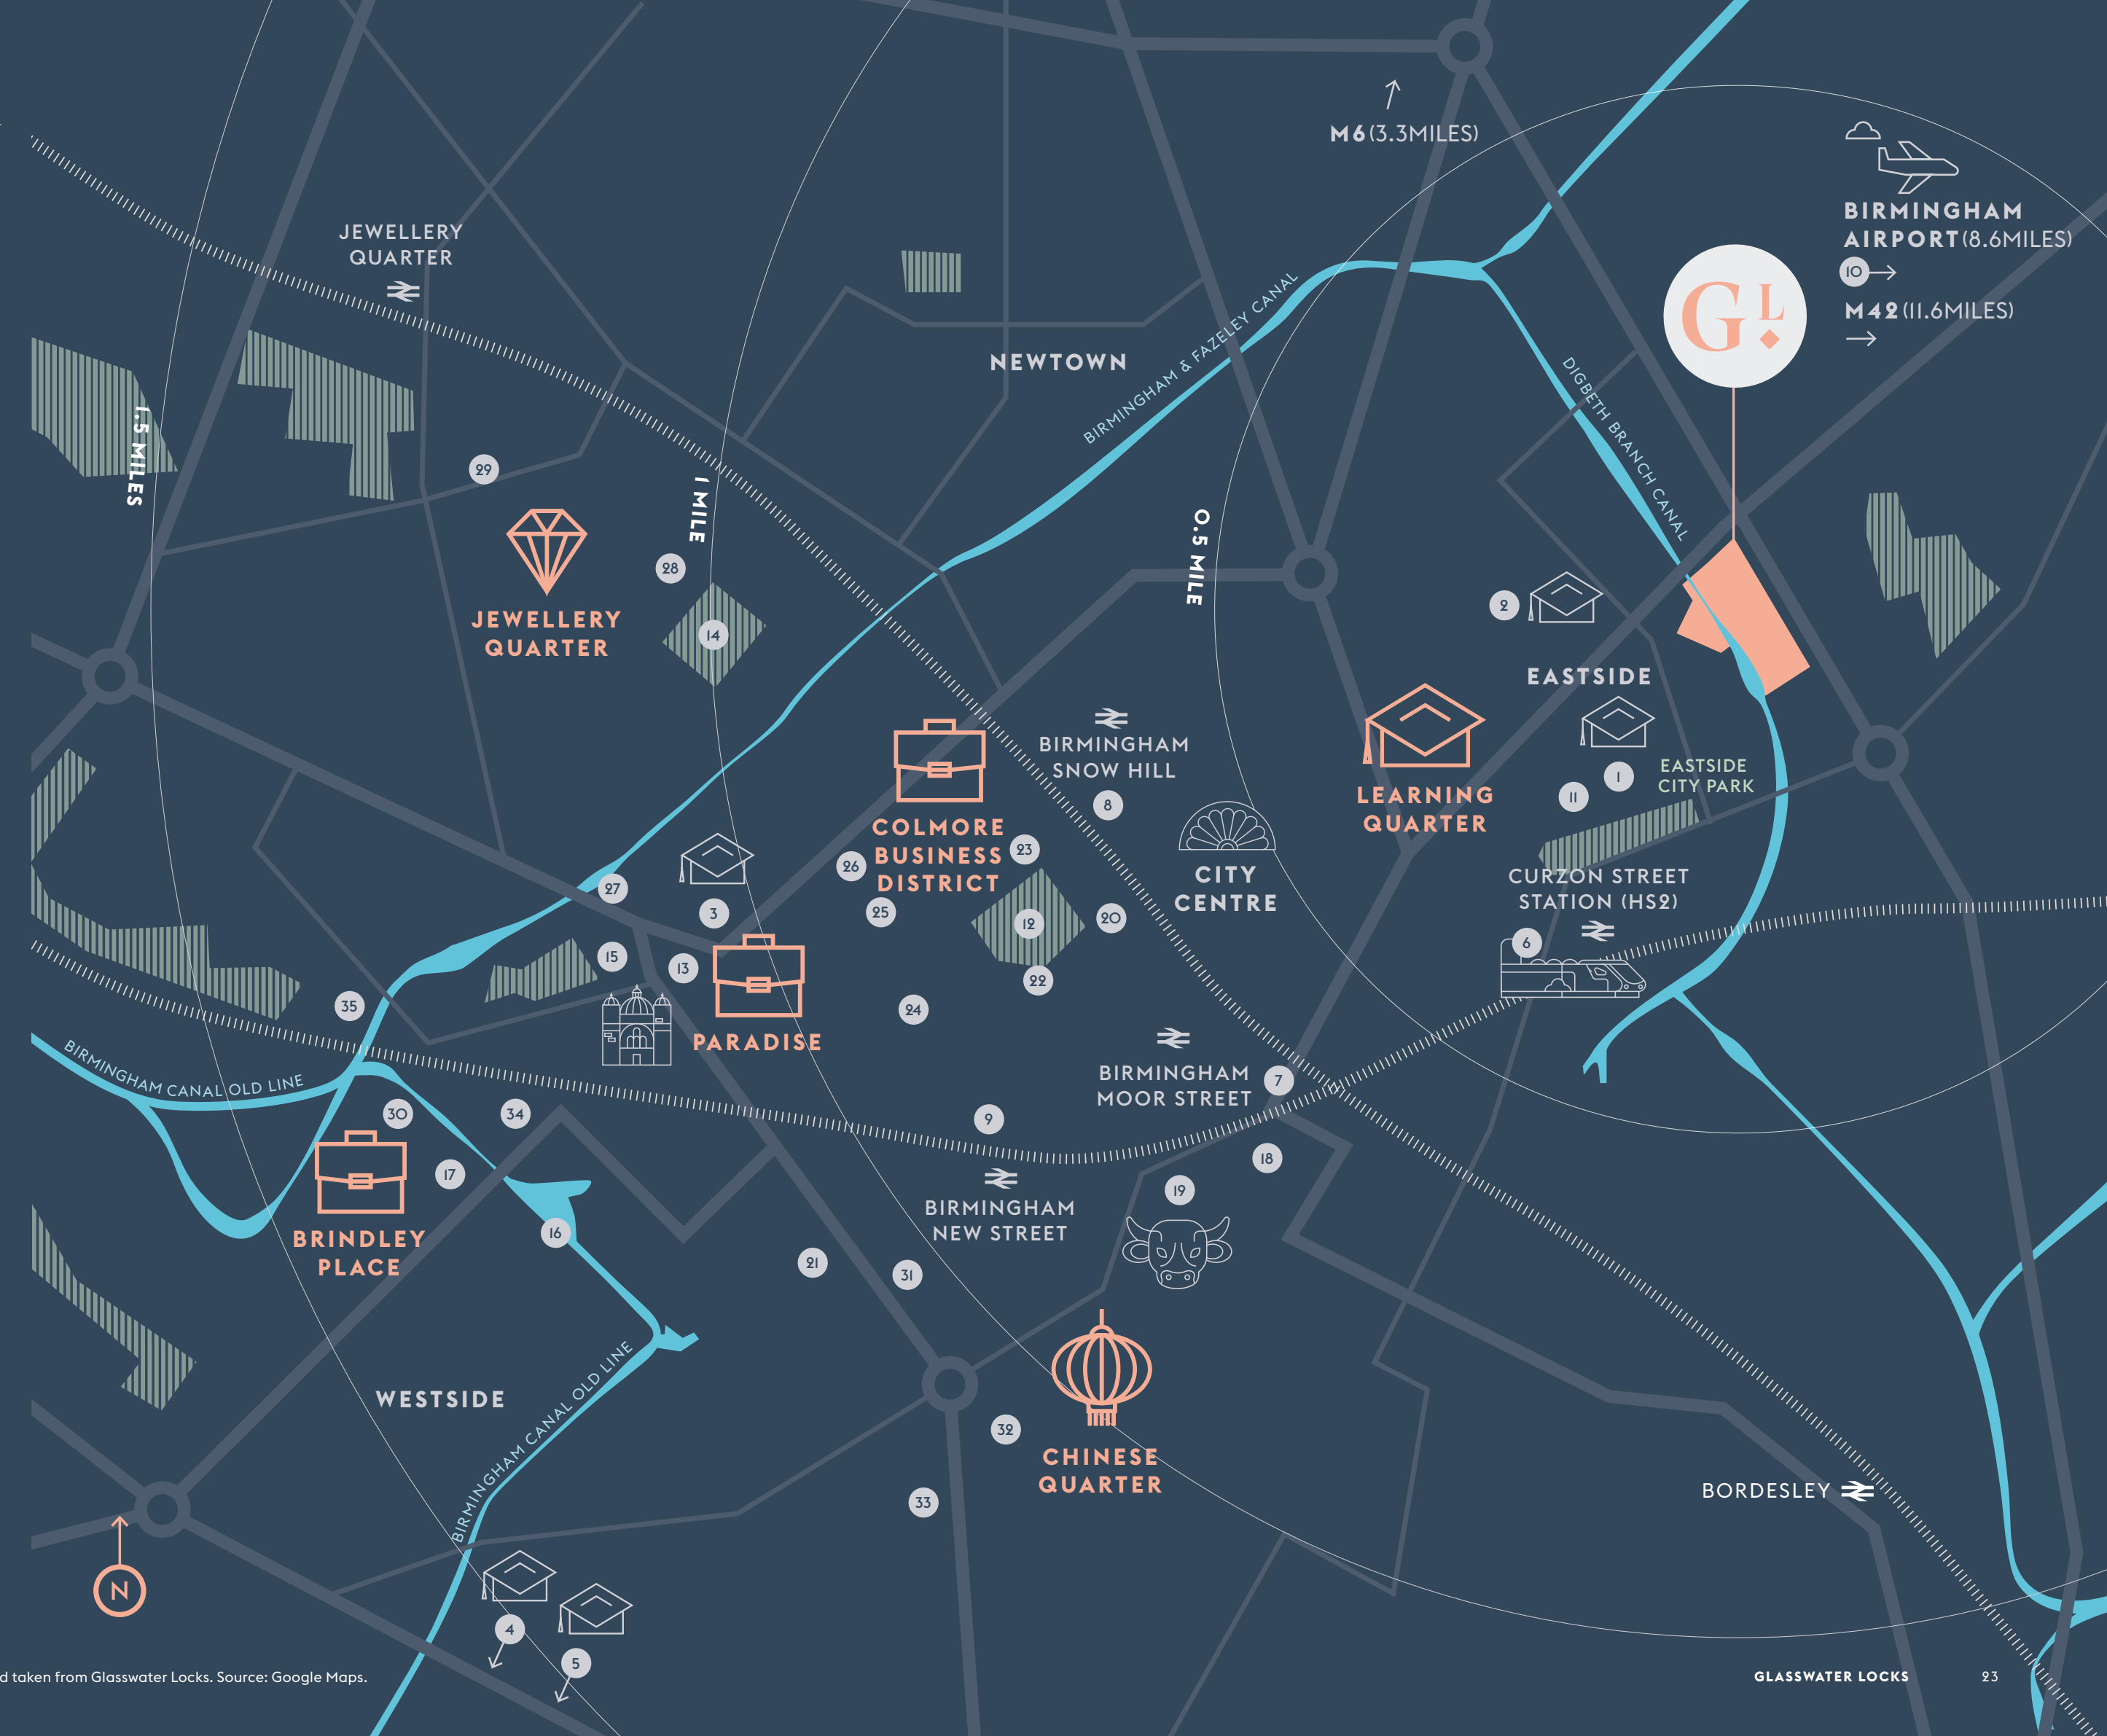 M6 (3.3MILES)
BIRMINGHAM
AIRPORT (8.6MILES)
10
M42 (11.6MILES)
G L
JEWELLERY
QUARTER
NEWTOWN
BIRMINGHAM & FAZELEY CANAL
DIGBETH BRANCH CANAL
1.5 MILES
1 MILE
0.5 MILE
29
28
14
JEWELLERY
QUARTER
2
EASTSIDE
BIRMINGHAM
SNOW HILL
8
LEARNING
QUARTER
11
1
EASTSIDE
CITY PARK
COLMORE
BUSINESS
DISTRICT
23
26
25
12
20
22
24
CITY
CENTRE
CURZON STREET
STATION (HS2)
6
27
3
15
13
PARADISE
35
BIRMINGHAM CANAL OLD LINE
30
34
17
BRINDLEY
PLACE
16
BIRMINGHAM
MOOR STREET
7
9
18
19
BIRMINGHAM
NEW STREET
21
31
WESTSIDE
BIRMINGHAM CANAL OLD LINE
32
CHINESE
QUARTER
33
BORDESLEY
N
4
5
d taken from Glasswater Locks. Source: Google Maps.
GLASSWATER LOCKS
23